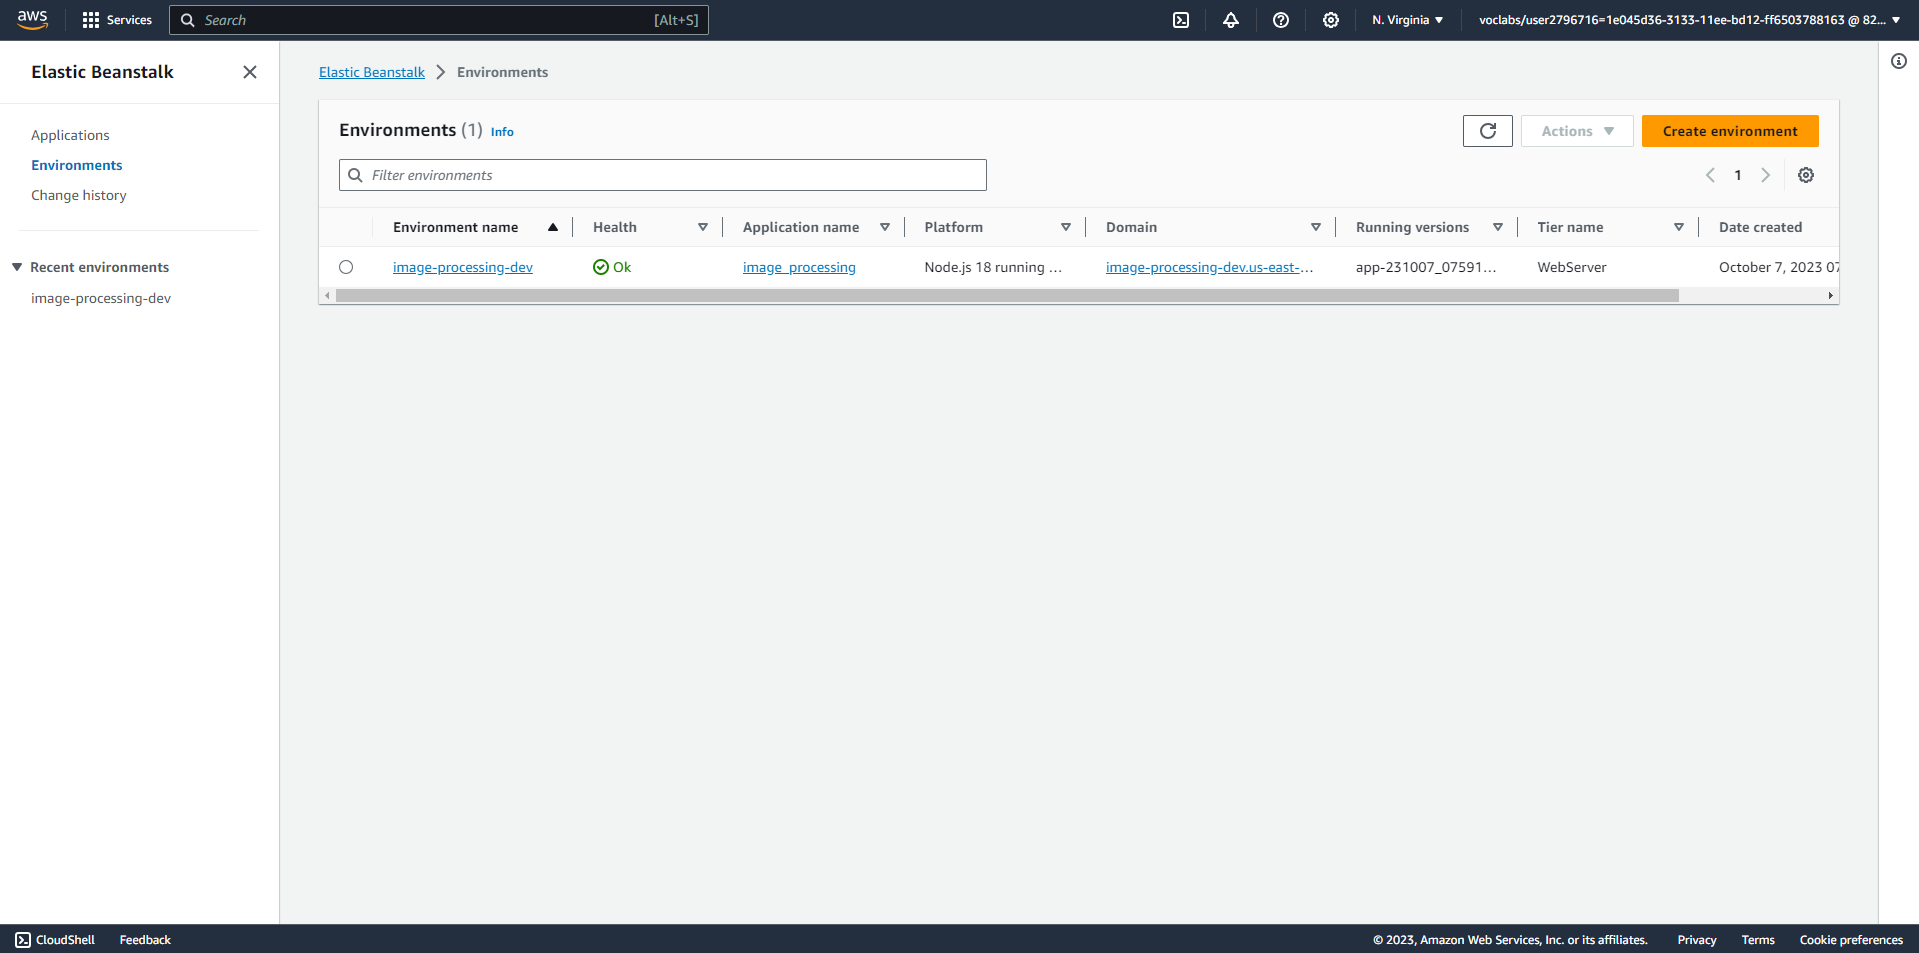 aws Services Search [Alt+S] N. Virginia voclabs/user2796716=1e045d36-3133-11ee-bd12-ff6503788163 @ 82...
Elastic Beanstalk
Applications
Environments
Change history
Recent environments
image-processing-dev
Elastic Beanstalk Environments
Environments (1) Info Actions Create environment
Filter environments 1
Environment name Health Application name Platform Domain Running versions Tier name Date created
image-processing-dev Ok image_processing Node.js 18 running ... image-processing-dev.us-east-... app-231007_07591... WebServer October 7, 2023 07
CloudShell Feedback © 2023, Amazon Web Services, Inc. or its affiliates. Privacy Terms Cookie preferences